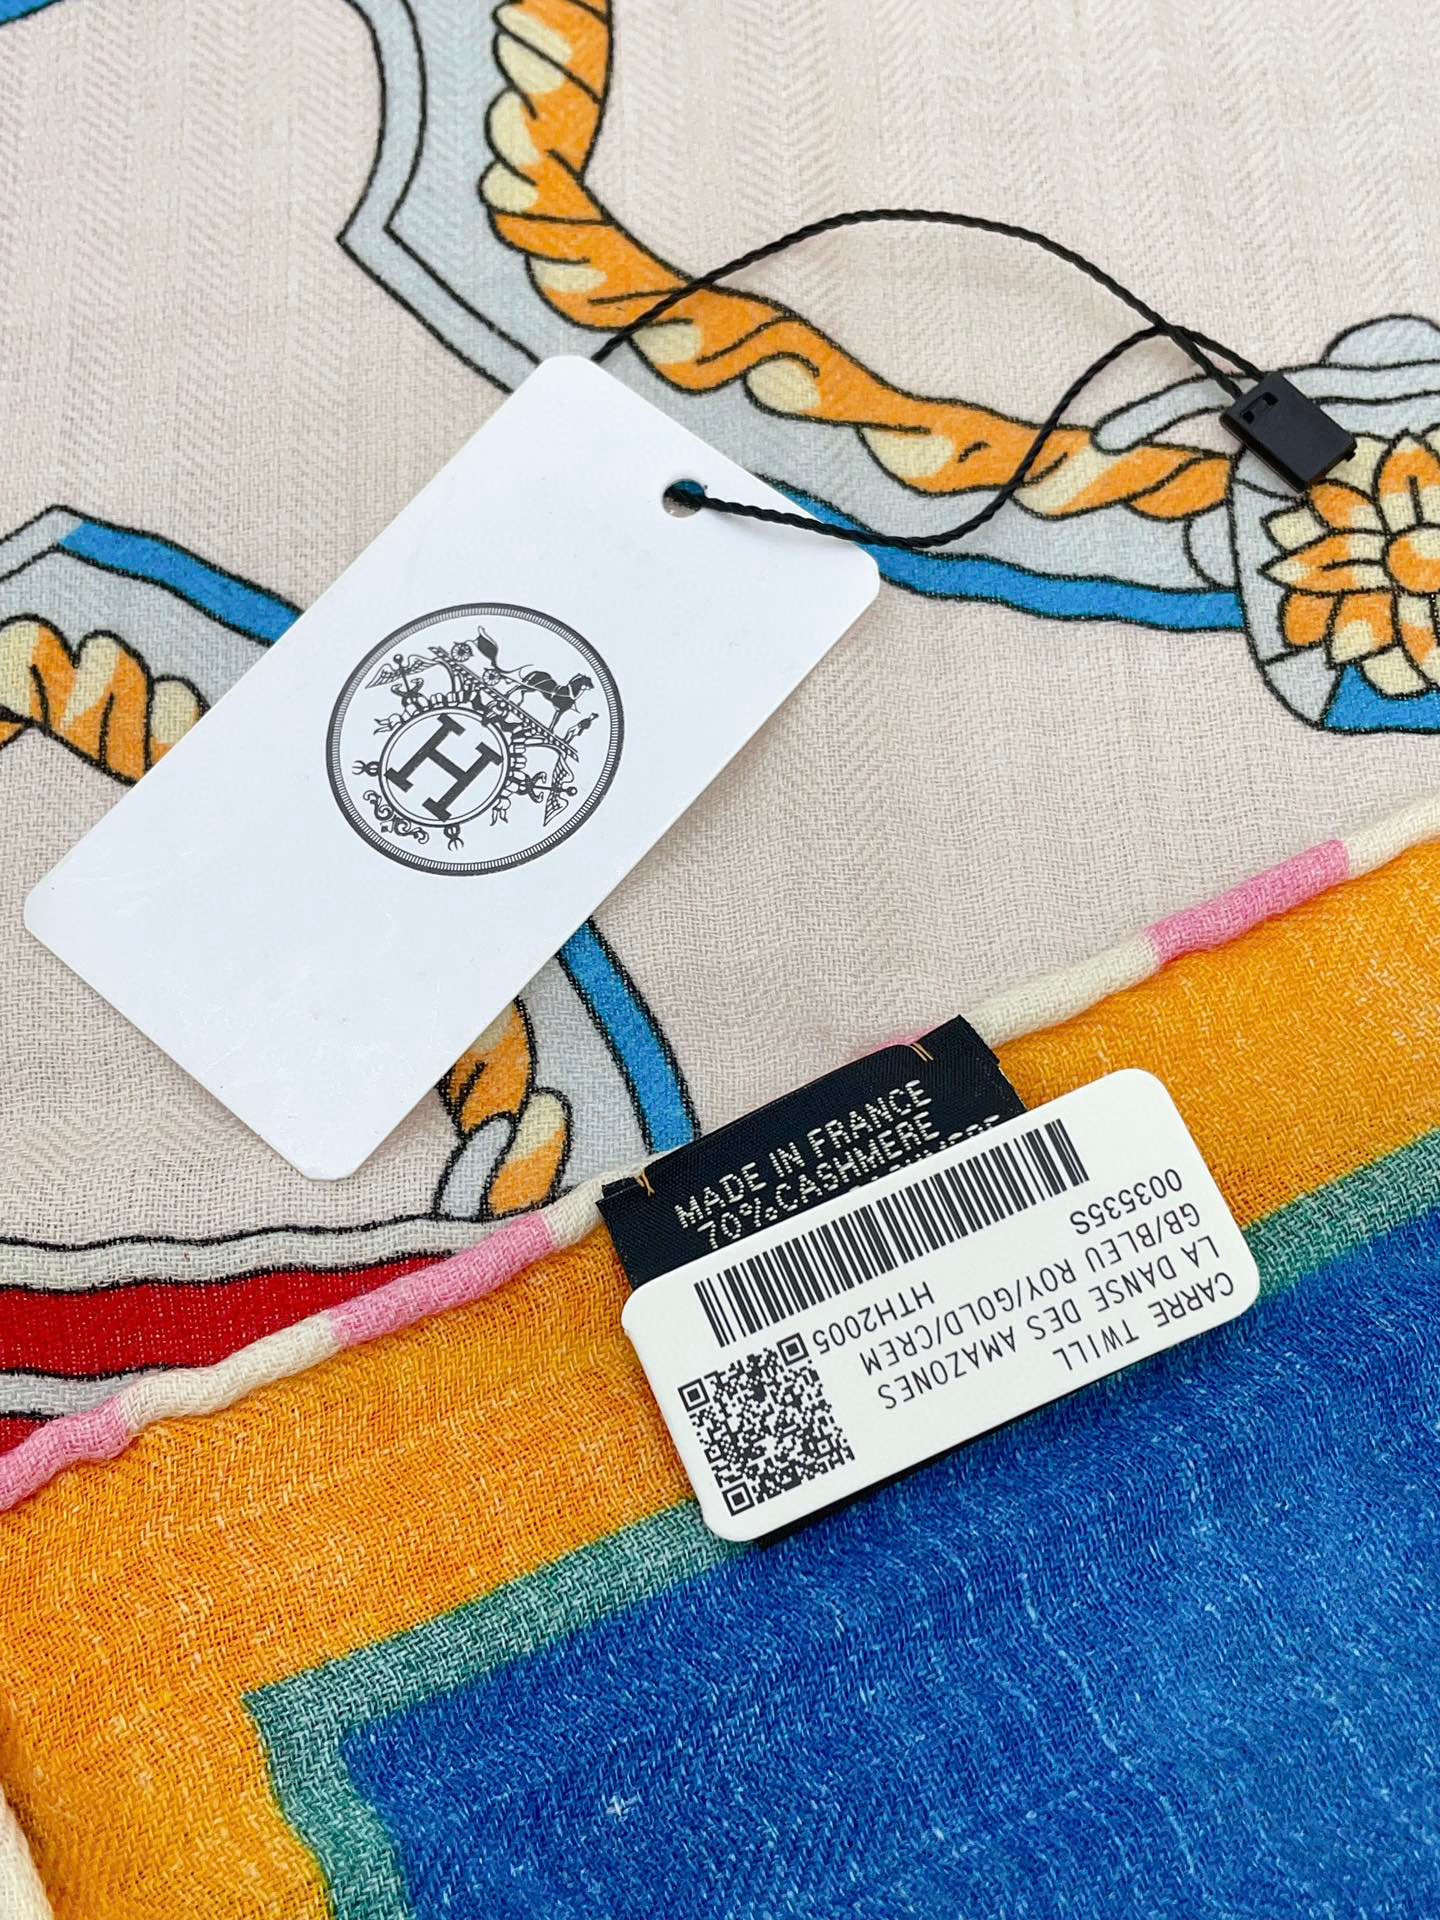 H
MADE IN FRANCE
70%CASHMERE
CARRE TWILL
LA DANSE DES AMAZONES
GB/BLEU ROY/GOLD/CREM
003535S
HTH2005